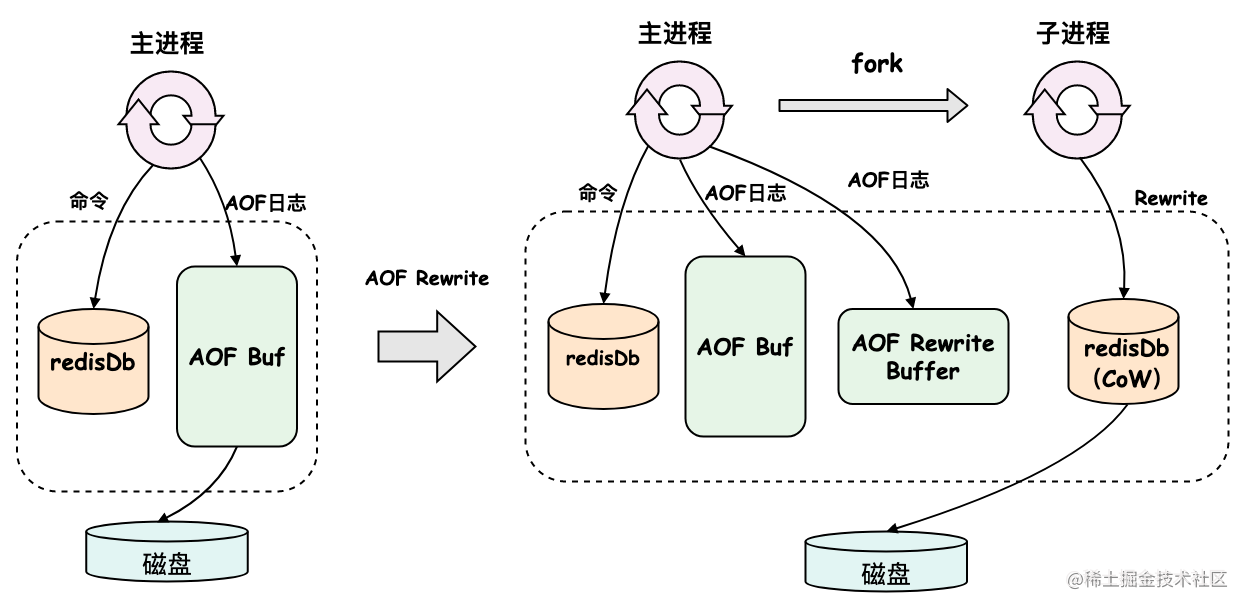 主进程
命令
AOF日志
redisDb
AOF Buf
磁盘
AOF Rewrite
主进程
fork
子进程
命令
AOF日志
AOF日志
Rewrite
redisDb
AOF Buf
AOF Rewrite
Buffer
redisDb
(CoW)
磁盘
@稀土掘金技术社区